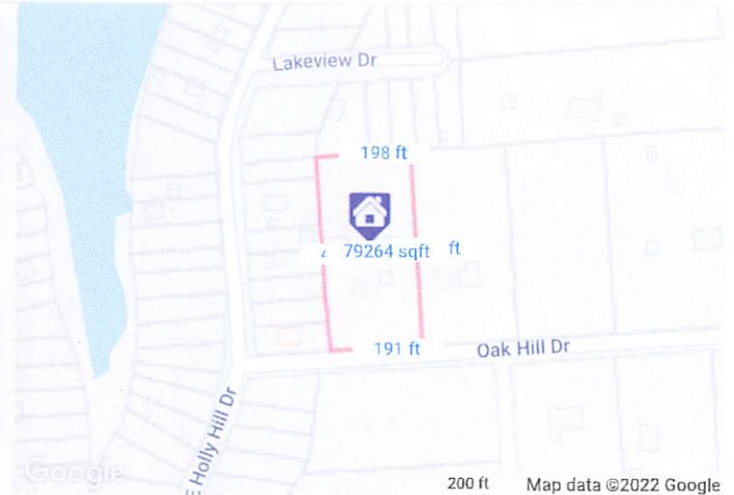 Lakeview Dr
198 ft
79264 sqft ft
191 ft
Oak Hill Dr
E Holly Hill Dr
Google
200 ft Map data ©2022 Google